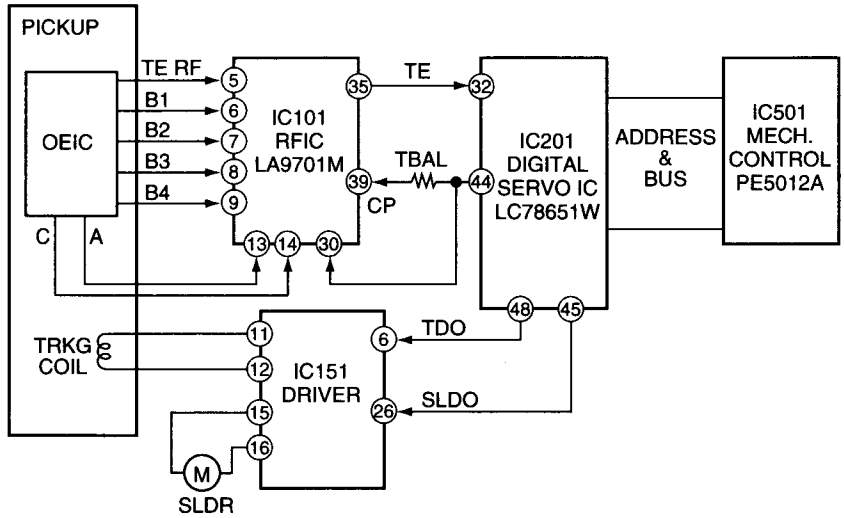 PICKUP
OEIC
TE RF
B1
B2
B3
B4
C
A
5
6
7
8
9
13
14
30
35
39
IC101
RFIC
LA9701M
TE
TBAL
CP
32
44
48
45
IC201
DIGITAL
SERVO IC
LC78651W
ADDRESS
&
BUS
IC501
MECH.
CONTROL
PE5012A
TRKG
COIL
11
12
15
16
6
26
IC151
DRIVER
TDO
SLDO
M
SLDR